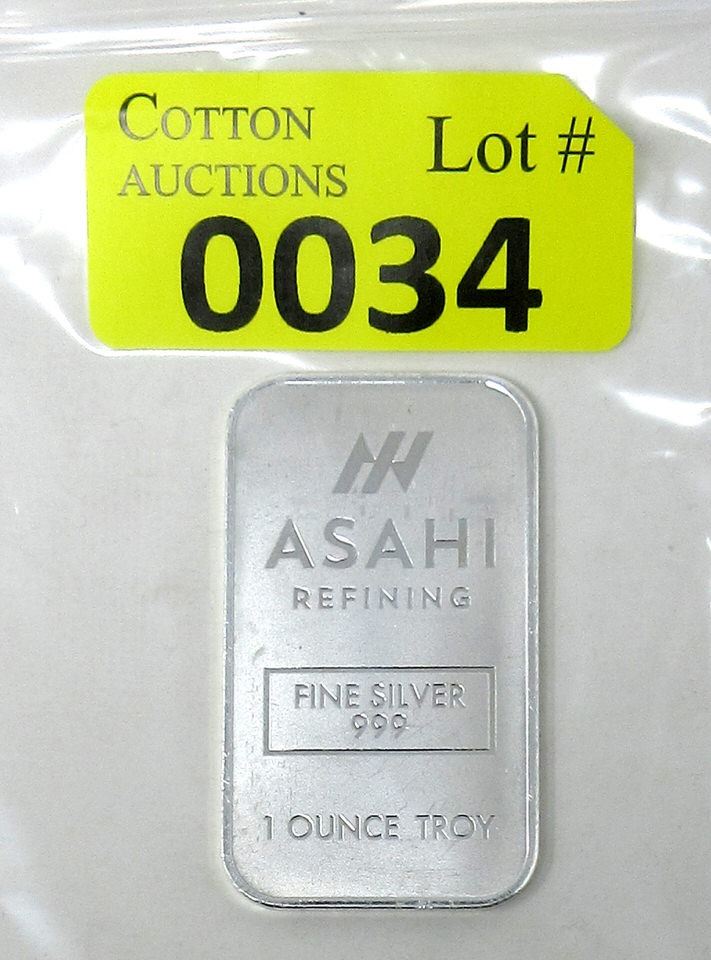 COTTON
AUCTIONS
Lot #
0034
ASAHI
REFINING
FINE SILVER
999
1 OUNCE TROY